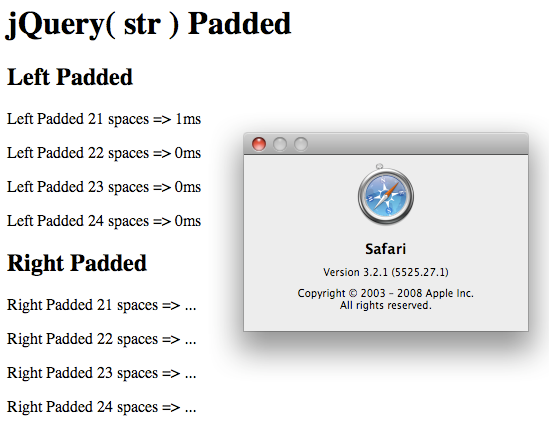 jQuery( str ) Padded
Left Padded
Left Padded 21 spaces => 1ms
Left Padded 22 spaces => 0ms
Left Padded 23 spaces => 0ms
Left Padded 24 spaces => 0ms
Right Padded
Right Padded 21 spaces => ...
Right Padded 22 spaces => ...
Right Padded 23 spaces => ...
Right Padded 24 spaces => ...
Safari
Version 3.2.1 (5525.27.1)
Copyright © 2003 – 2008 Apple Inc.
All rights reserved.